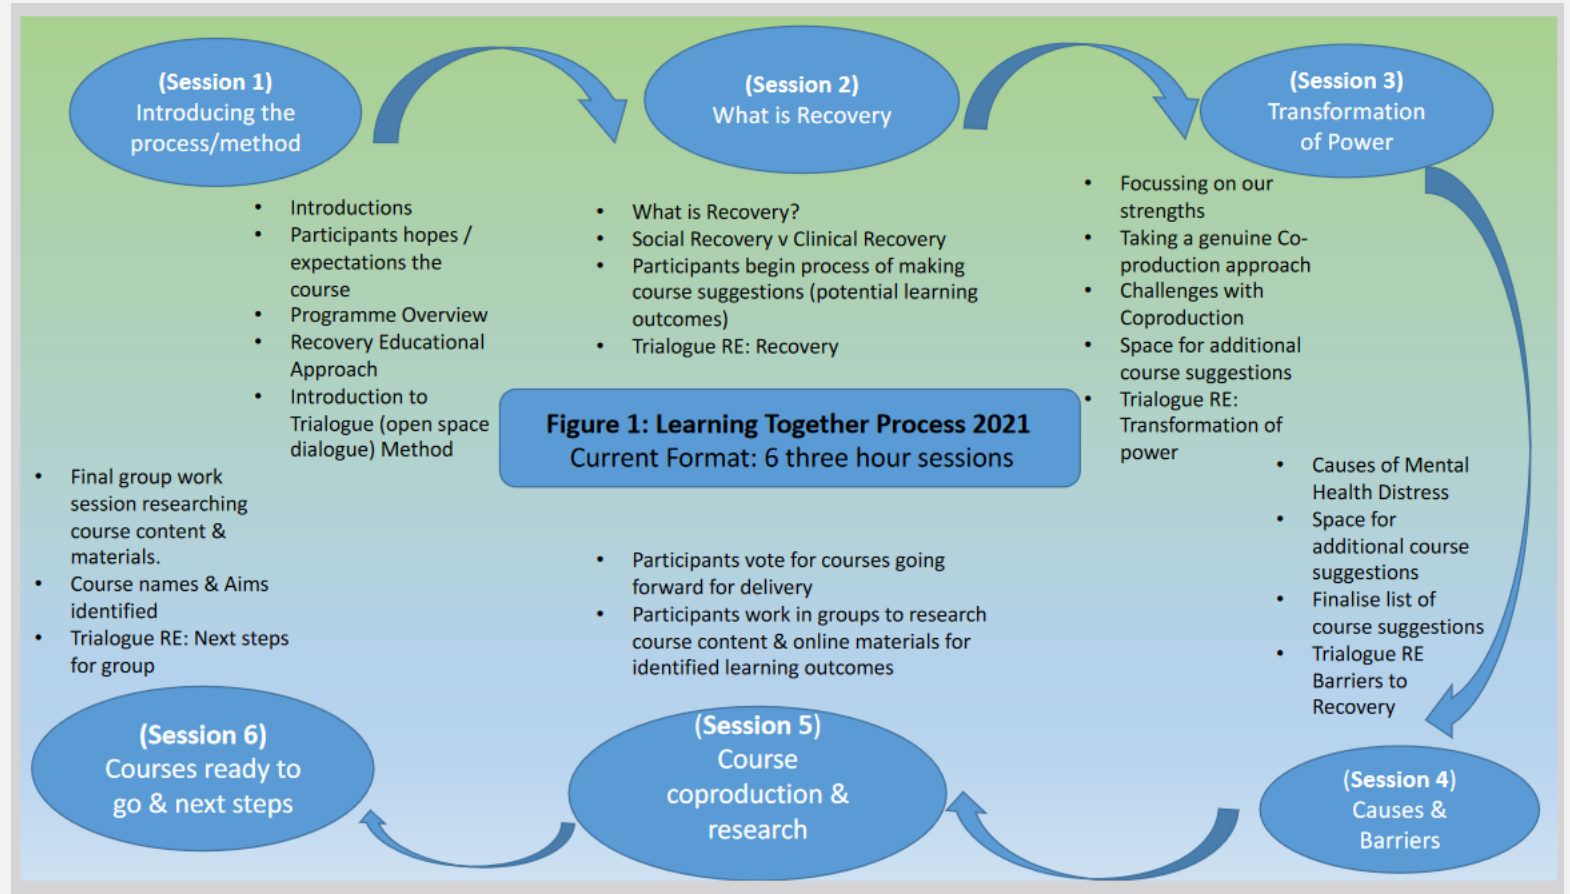 (Session 1)
Introducing the
process/method
• Introductions
• Participants hopes /
expectations the
course
• Programme Overview
• Recovery Educational
Approach
• Introduction to
Trialogue (open space
dialogue) Method
(Session 2)
What is Recovery
• What is Recovery?
• Social Recovery v Clinical Recovery
• Participants begin process of making
course suggestions (potential learning
outcomes)
• Trialogue RE: Recovery
(Session 3)
Transformation
of Power
• Focussing on our
strengths
• Taking a genuine Co-
production approach
• Challenges with
Coproduction
• Space for additional
course suggestions
• Trialogue RE:
Transformation of
power
Figure 1: Learning Together Process 2021
Current Format: 6 three hour sessions
• Causes of Mental
Health Distress
• Space for
additional course
suggestions
• Finalise list of
course suggestions
• Trialogue RE
Barriers to
Recovery
(Session 4)
Causes &
Barriers
• Participants vote for courses going
forward for delivery
• Participants work in groups to research
course content & online materials for
identified learning outcomes
(Session 5)
Course
coproduction &
research
• Final group work
session researching
course content &
materials.
• Course names & Aims
identified
• Trialogue RE: Next steps
for group
(Session 6)
Courses ready to
go & next steps